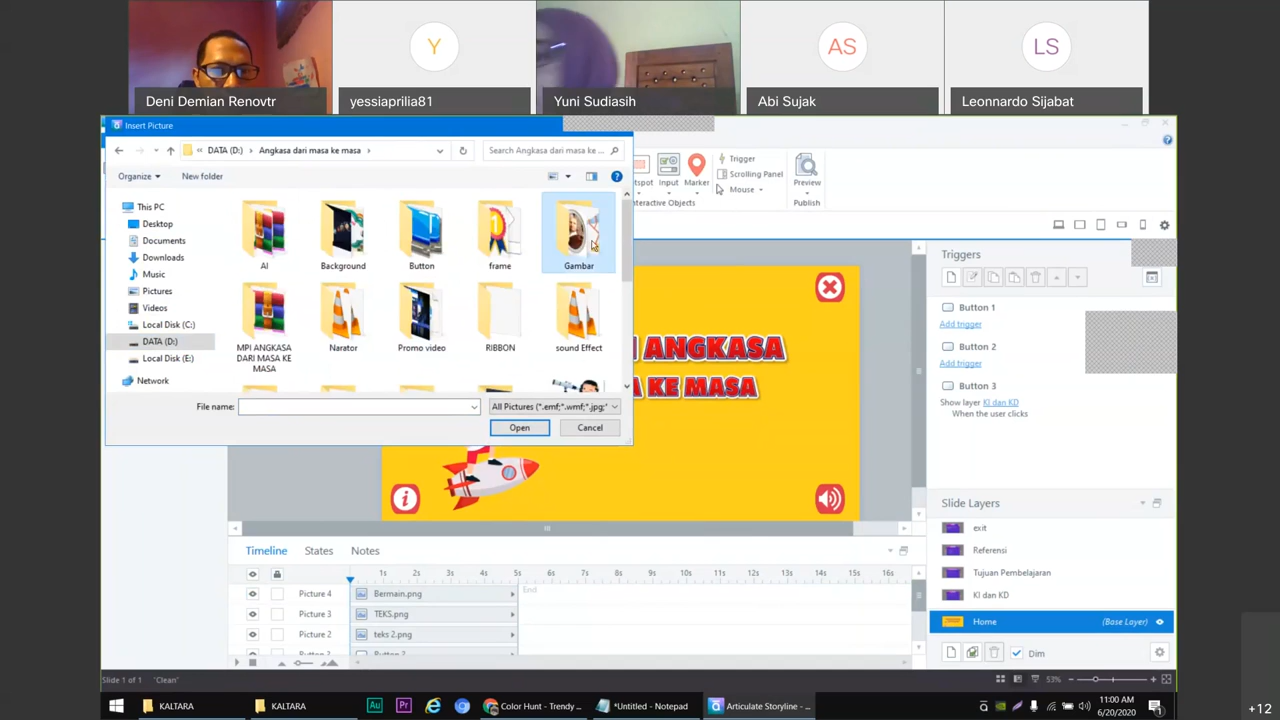 Y
AS
LS
Deni Demian Renovtr
yessiaprilia81
Yuni Sudiasih
Abi Sujak
Leonnardo Sijabat
Insert Picture
« DATA (D:) > Angkasa dari masa ke masa >
Search Angkasa dari masa ke ...
Organize
New folder
This PC
Desktop
Documents
Downloads
Music
Pictures
Videos
Local Disk (C:)
DATA (D:)
Local Disk (E:)
Network
AI
Background
Button
frame
Gambar
MPI ANGKASA
DARI MASA KE
MASA
Narator
Promo video
RIBBON
sound Effect
File name:
All Pictures (*.emf;*.wmf;*.jpg;*
Open
Cancel
Input
Marker
Trigger
Scrolling Panel
Mouse
Preview
Publish
ANGKASA
KE MASA
Triggers
Button 1
Add trigger
Button 2
Add trigger
Button 3
Show layer KI dan KD
When the user clicks
Slide Layers
exit
Referensi
Tujuan Pembelajaran
KI dan KD
Home
(Base Layer)
Dim
Timeline
States
Notes
1s 2s 3s 4s 5s 6s 7s 8s 9s 10s 11s 12s 13s 14s 15s 16s
End
Picture 4
Bermain.png
Picture 3
TEKS.png
Picture 2
teks 2.png
Slide 1 of 1
"Clean"
53%
KALTARA
KALTARA
Color Hunt - Trendy ...
*Untitled - Notepad
Articulate Storyline - ...
11:00 AM
6/20/2020
+12